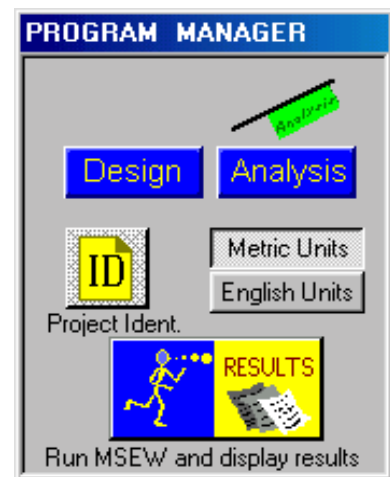 PROGRAM MANAGER
Analysis
Design
Analysis
Metric Units
ID
English Units
Project Ident.
RESULTS
Run MSEW and display results